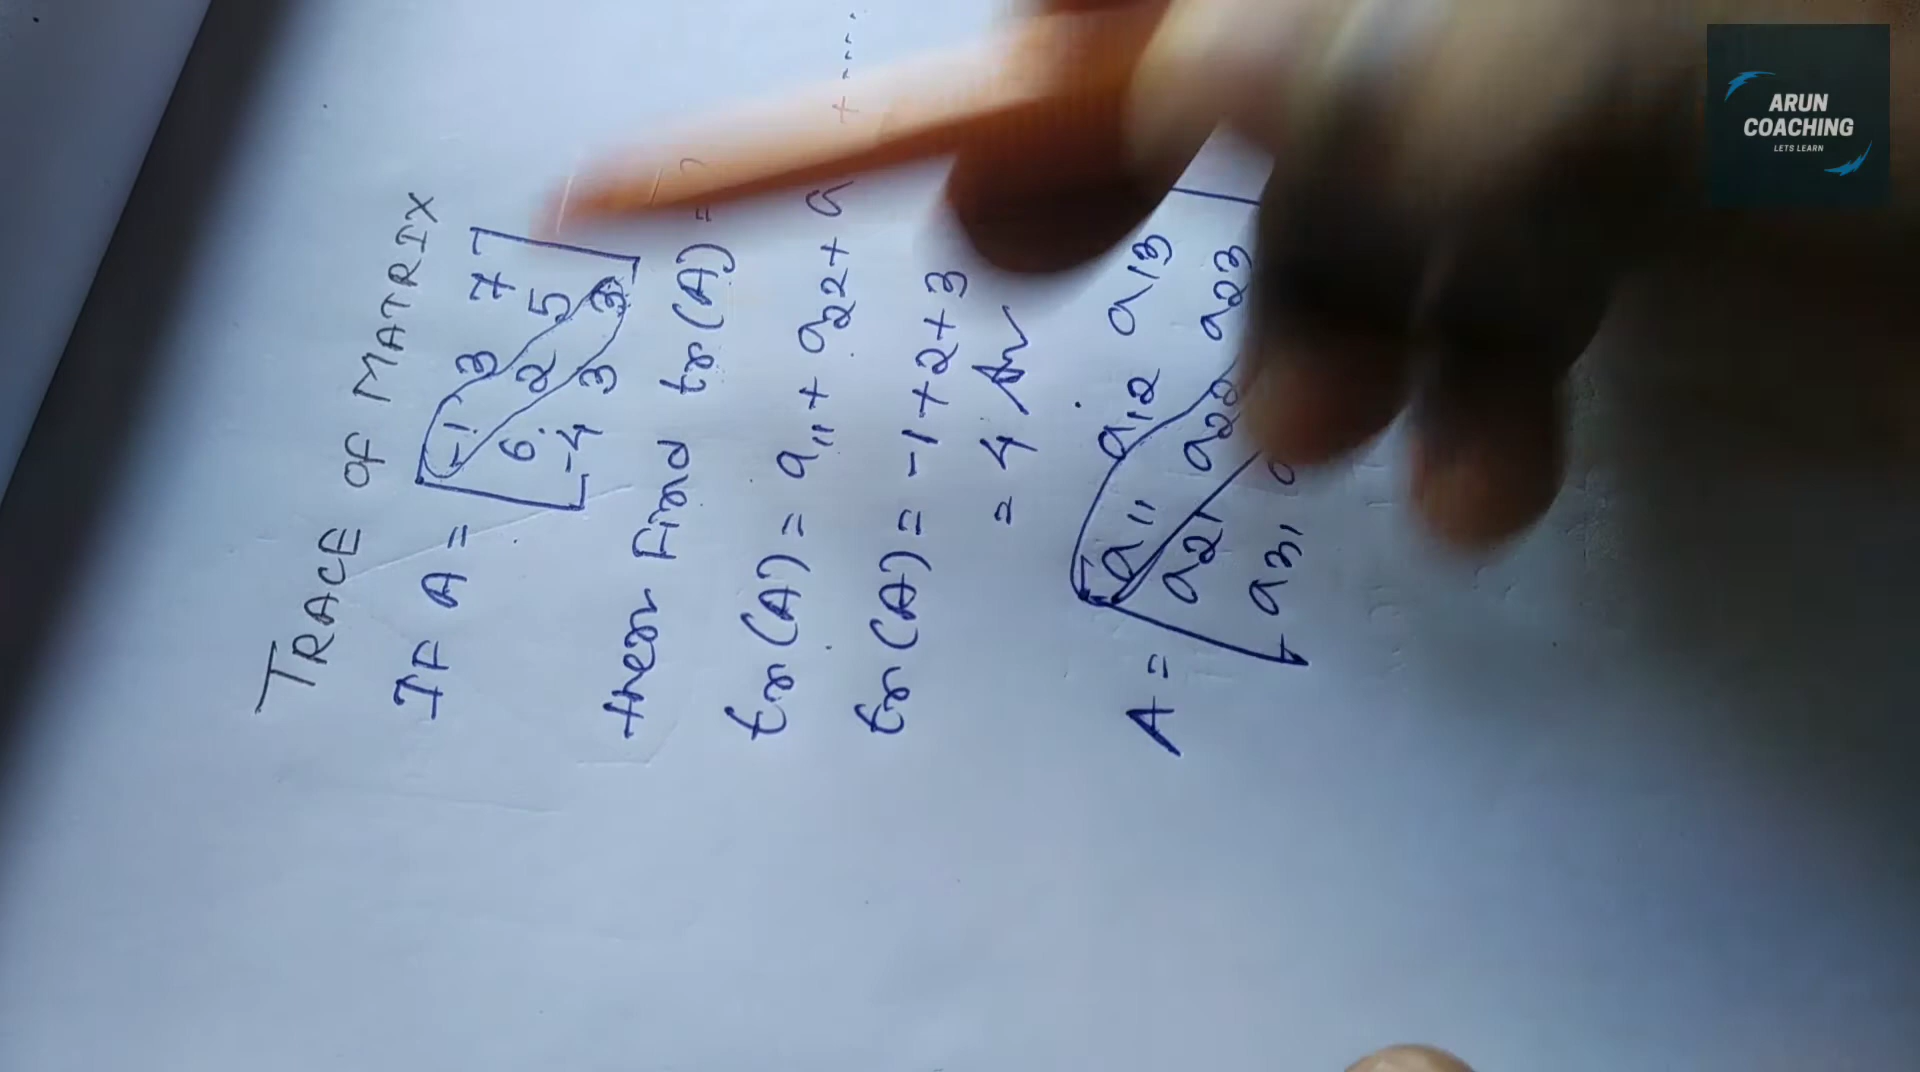 TRACE OF MATRIX
IF A = [-1 3 7
6 2 5
-4 3 3]
then Find tr(A) = ?
tr(A) = a11 + a22 + a + ....
tr(A) = -1+2+3
= 4 Ans
A = [a11 a12 a13
a21 a22 a23
a31
ARUN
COACHING
LETS LEARN